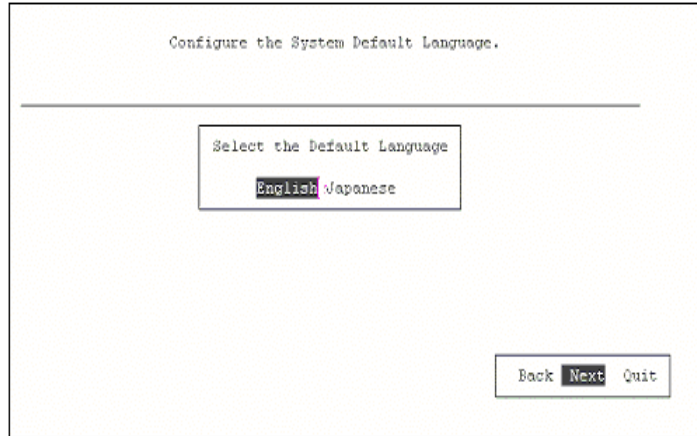 Configure the System Default Language.
Select the Default Language
English Japanese
Back Next Quit